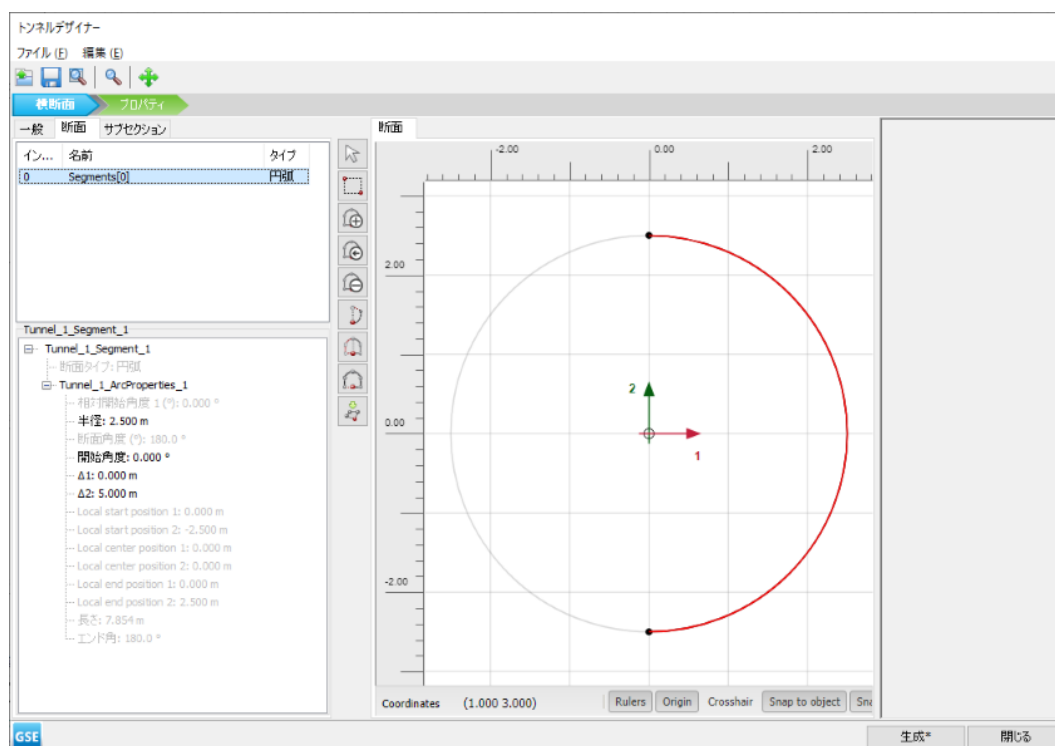 トンネルデザイナー
ファイル (F) 編集 (E)
横断面 プロパティ
一般 断面 サブセクション
イン... 名前 タイプ
0 Segments[0] 円弧
Tunnel_1_Segment_1
Tunnel_1_Segment_1
断面タイプ: 円弧
Tunnel_1_ArcProperties_1
相対開始角度 1 (°): 0.000 °
半径: 2.500 m
断面角度 (°): 180.0 °
開始角度: 0.000 °
Δ1: 0.000 m
Δ2: 5.000 m
Local start position 1: 0.000 m
Local start position 2: -2.500 m
Local center position 1: 0.000 m
Local center position 2: 0.000 m
Local end position 1: 0.000 m
Local end position 2: 2.500 m
長さ: 7.854 m
エンド角: 180.0 °
断面
-2.00 0.00 2.00
2.00
0.00
-2.00
2
1
Coordinates (1.000 3.000) Rulers Origin Crosshair Snap to object Sna
GSE 生成* 閉じる